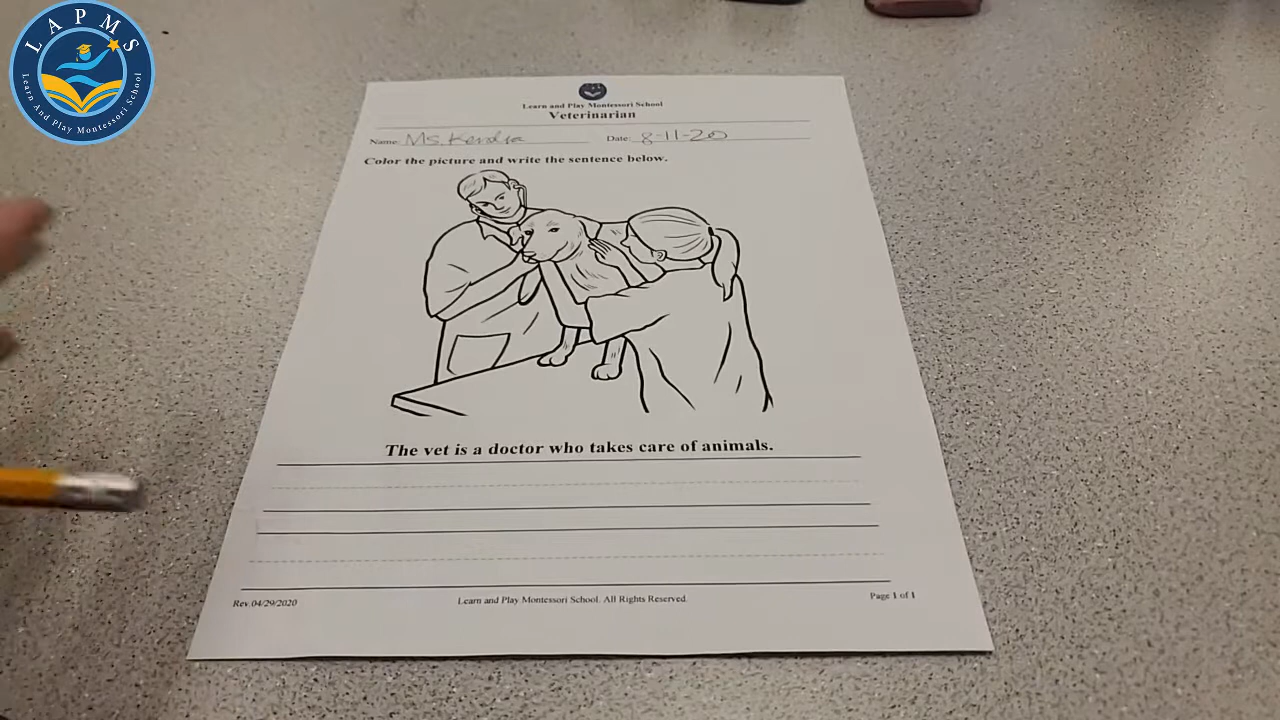 LAPMS
Learn And Play Montessori School
Learn and Play Montessori School
Veterinarian
Name: Ms. Kendra Date: 8-11-20
Color the picture and write the sentence below.
The vet is a doctor who takes care of animals.
Rev.04/29/2020 Learn and Play Montessori School. All Rights Reserved. Page 1 of 1